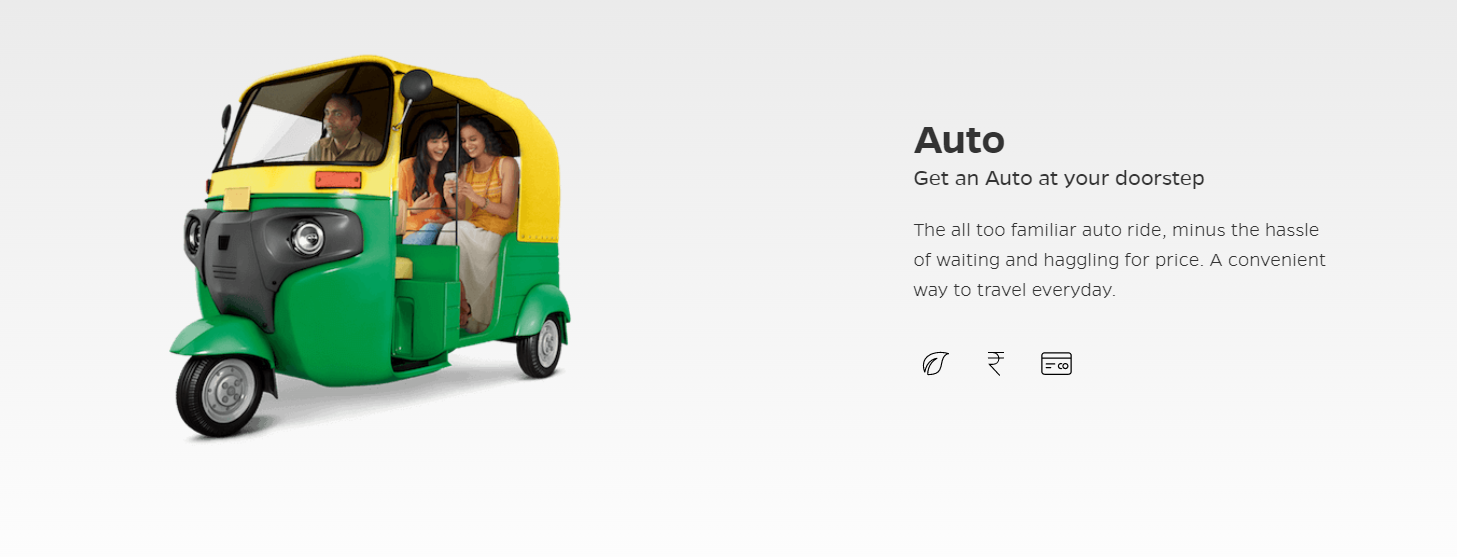 Auto
Get an Auto at your doorstep
The all too familiar auto ride, minus the hassle
of waiting and haggling for price. A convenient
way to travel everyday.
₹